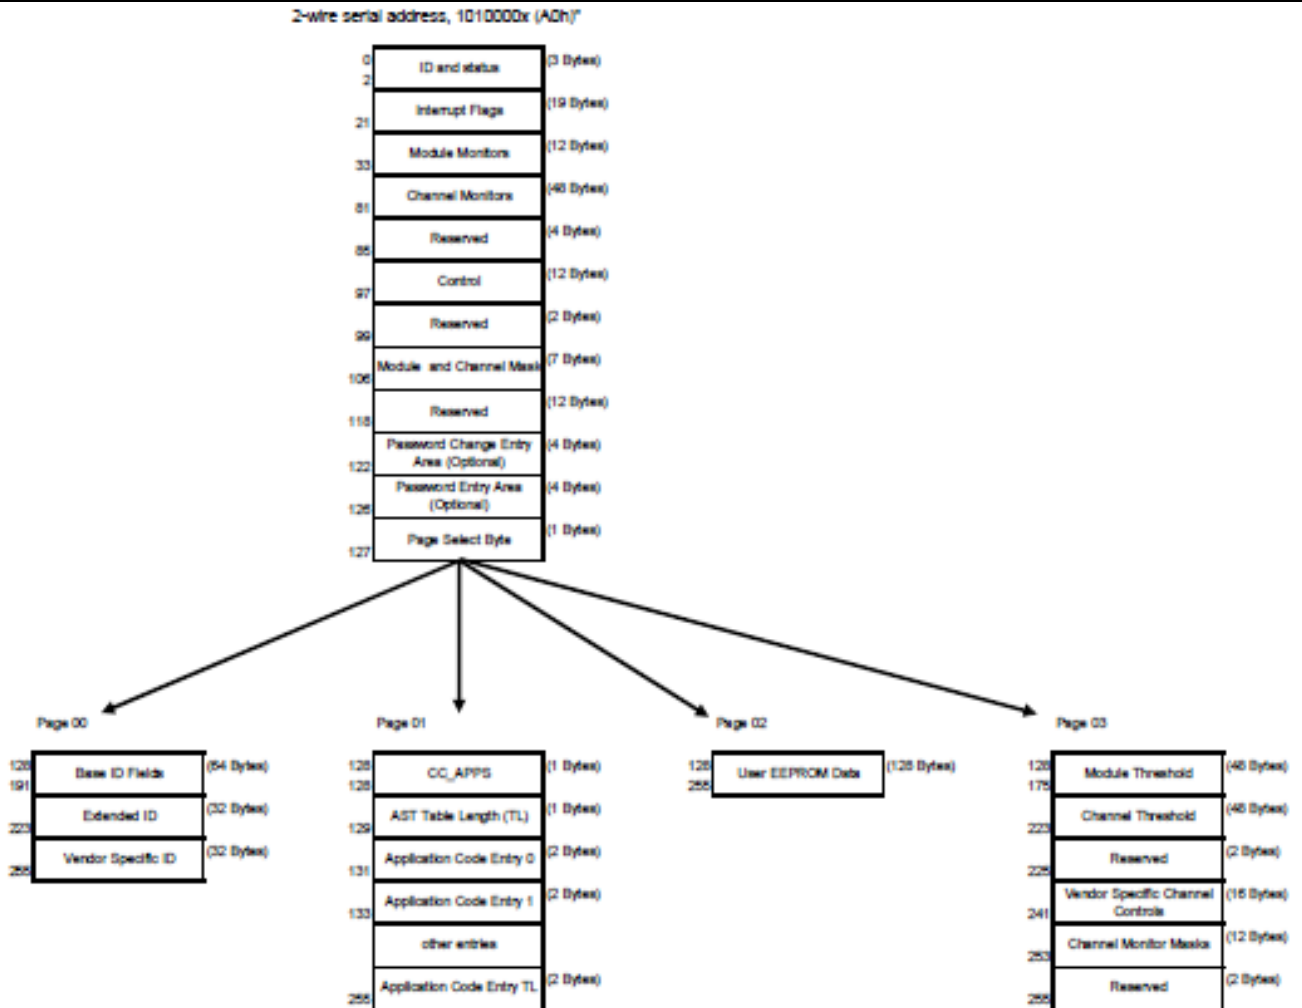 2-wire serial address, 1010000x (A0h)"
0
2
ID and status
(3 Bytes)
Interrupt Flags
(19 Bytes)
21
Module Monitors
(12 Bytes)
33
Channel Monitors
(48 Bytes)
81
Reserved
(4 Bytes)
85
Control
(12 Bytes)
97
Reserved
(2 Bytes)
99
Module and Channel Mask
(7 Bytes)
106
Reserved
(12 Bytes)
118
Password Change Entry
Area (Optional)
(4 Bytes)
122
Password Entry Area
(Optional)
(4 Bytes)
126
Page Select Byte
(1 Bytes)
127
Page 00
128
191
Base ID Fields
(64 Bytes)
Extended ID
(32 Bytes)
223
Vendor Specific ID
(32 Bytes)
255
Page 01
128
128
CC_APPS
(1 Bytes)
AST Table Length (TL)
(1 Bytes)
129
Application Code Entry 0
(2 Bytes)
131
Application Code Entry 1
(2 Bytes)
133
other entries
Application Code Entry TL
(2 Bytes)
255
Page 02
128
255
User EEPROM Data
(128 Bytes)
Page 03
128
175
Module Threshold
(48 Bytes)
Channel Threshold
(48 Bytes)
223
Reserved
(2 Bytes)
225
Vendor Specific Channel
Controls
(16 Bytes)
241
Channel Monitor Masks
(12 Bytes)
253
Reserved
(2 Bytes)
255